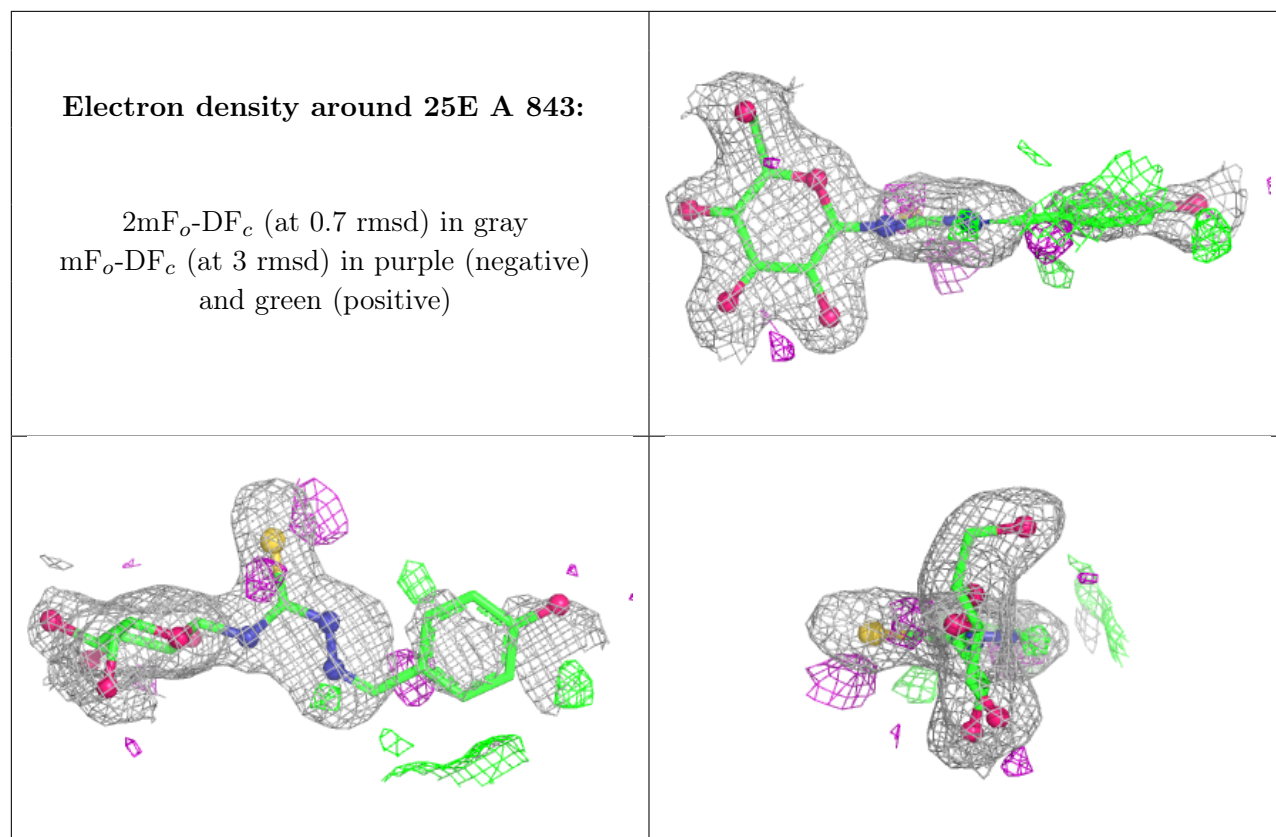 Electron density around 25E A 843:
2mFo-DFc (at 0.7 rmsd) in gray
mFo-DFc (at 3 rmsd) in purple (negative)
and green (positive)